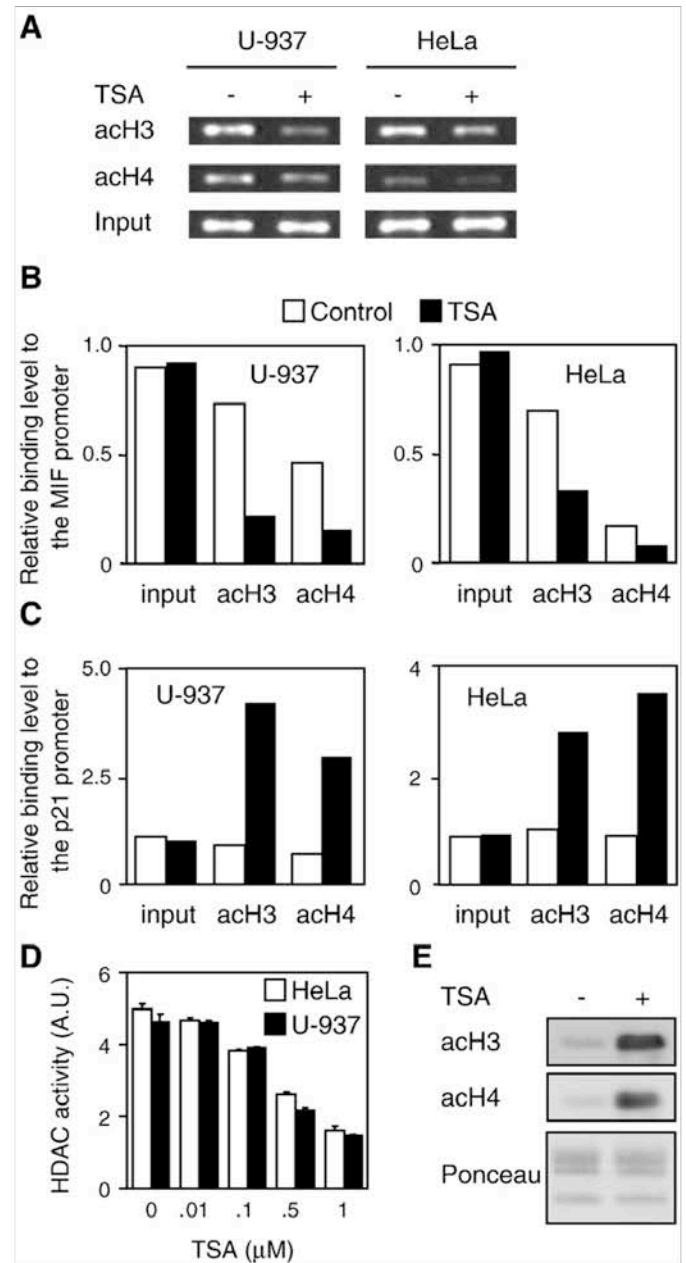 A
U-937 HeLa
TSA - + - +
acH3
acH4
Input
B
Control TSA
Relative binding level to
the MIF promoter
1.0
0.5
0
U-937
input acH3 acH4
1.0
0.5
0
HeLa
input acH3 acH4
C
Relative binding level to
the p21 promoter
5.0
2.5
0
U-937
input acH3 acH4
4
2
0
HeLa
input acH3 acH4
D
HDAC activity (A.U.)
6
4
2
0
HeLa
U-937
0 .01 .1 .5 1
TSA (µM)
E
TSA - +
acH3
acH4
Ponceau